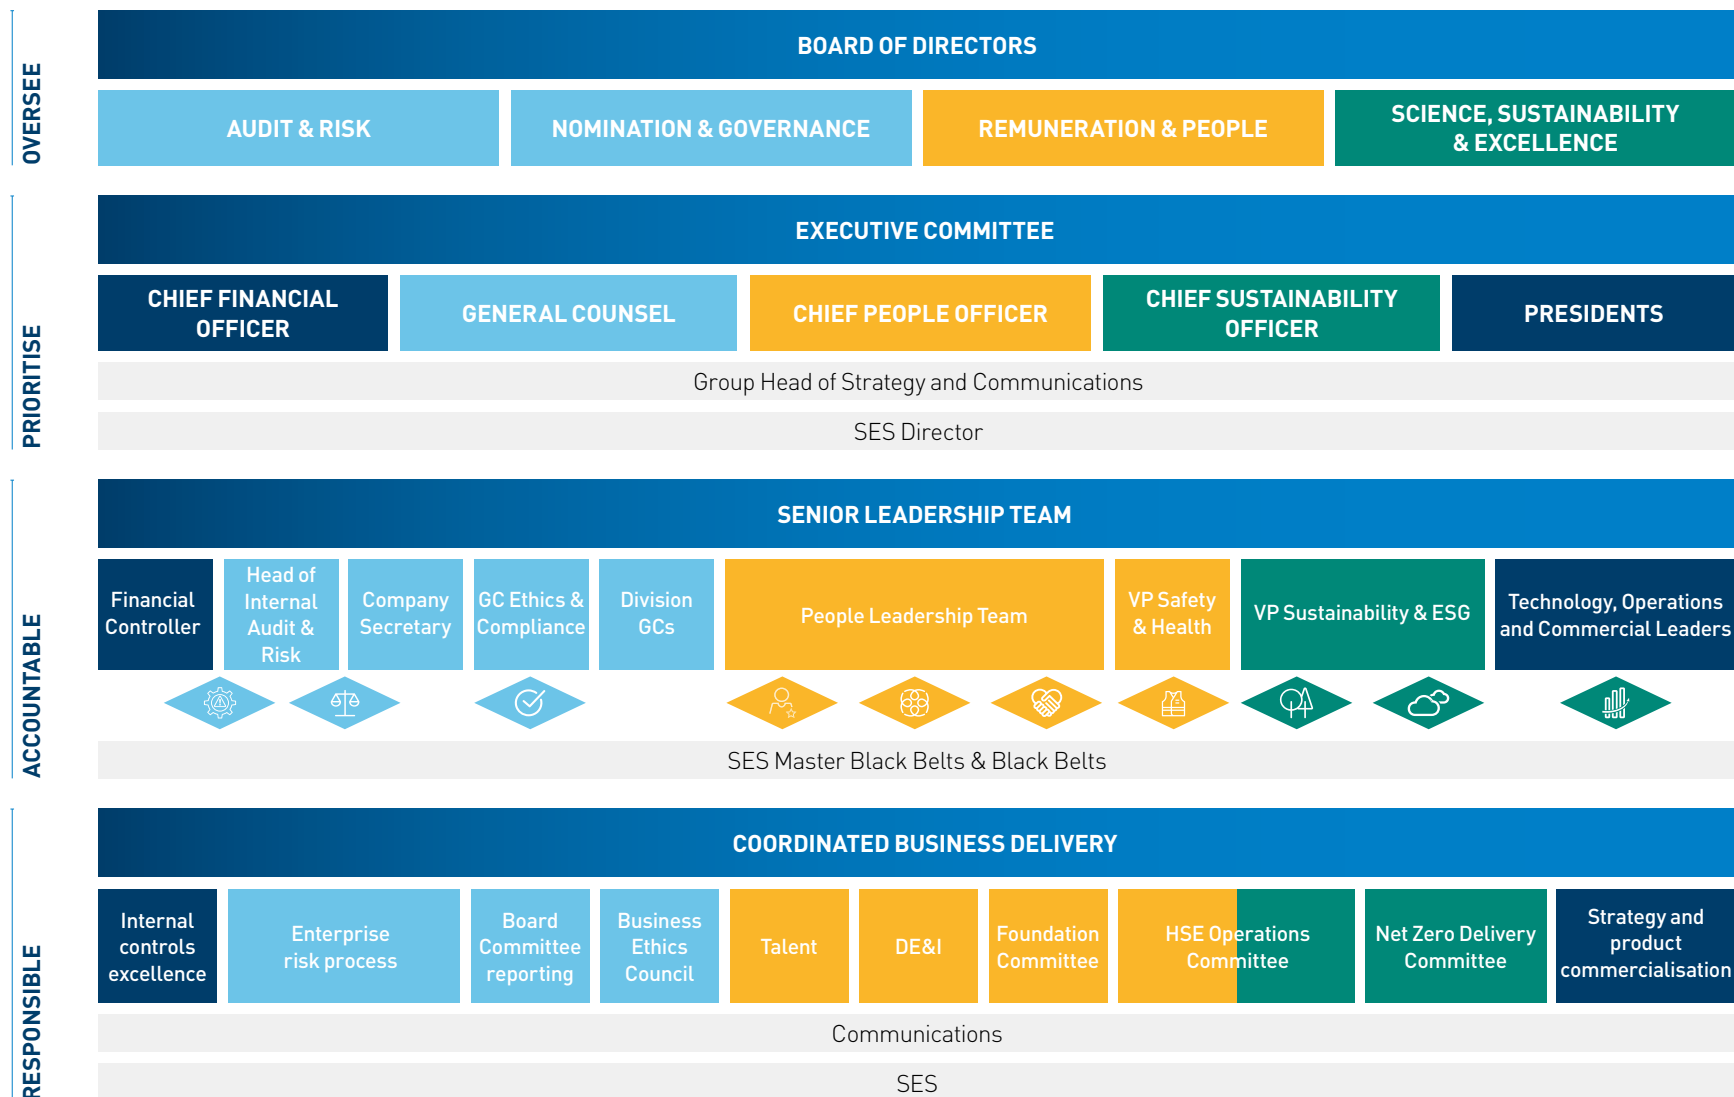 OVERSEE
BOARD OF DIRECTORS
AUDIT & RISK
NOMINATION & GOVERNANCE
REMUNERATION & PEOPLE
SCIENCE, SUSTAINABILITY
& EXCELLENCE
PRIORITISE
EXECUTIVE COMMITTEE
CHIEF FINANCIAL
OFFICER
GENERAL COUNSEL
CHIEF PEOPLE OFFICER
CHIEF SUSTAINABILITY
OFFICER
PRESIDENTS
Group Head of Strategy and Communications
SES Director
ACCOUNTABLE
SENIOR LEADERSHIP TEAM
Financial
Controller
Head of
Internal
Audit &
Risk
Company
Secretary
GC Ethics &
Compliance
Division
GCs
People Leadership Team
VP Safety
& Health
VP Sustainability & ESG
Technology, Operations
and Commercial Leaders
SES Master Black Belts & Black Belts
RESPONSIBLE
COORDINATED BUSINESS DELIVERY
Internal
controls
excellence
Enterprise
risk process
Board
Committee
reporting
Business
Ethics
Council
Talent
DE&I
Foundation
Committee
HSE Operations
Committee
Net Zero Delivery
Committee
Strategy and
product
commercialisation
Communications
SES